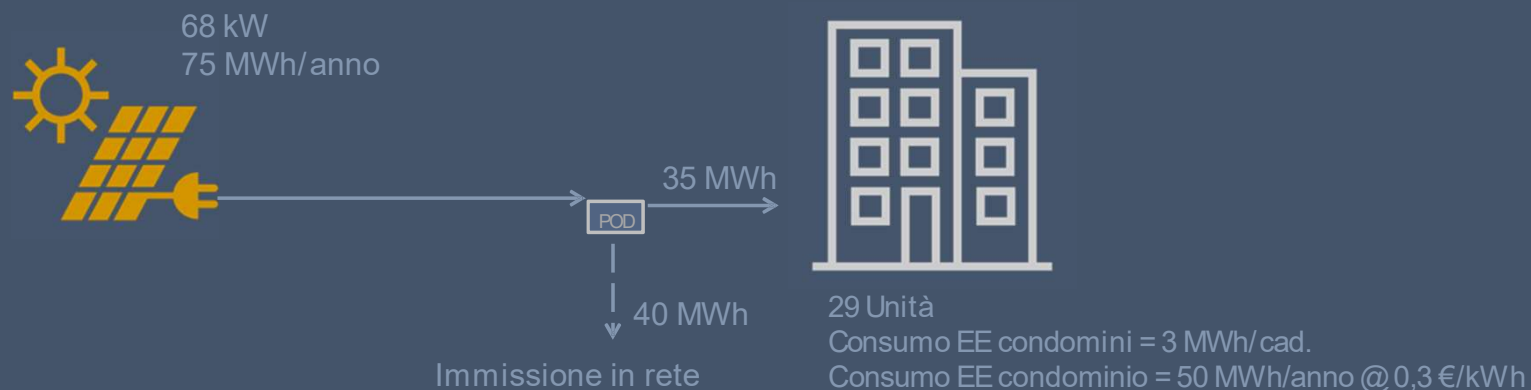 68 kW
75 MWh/anno
35 MWh
POD
40 MWh
Immissione in rete
29 Unità
Consumo EE condomini = 3 MWh/cad.
Consumo EE condominio = 50 MWh/anno @ 0,3 €/kWh